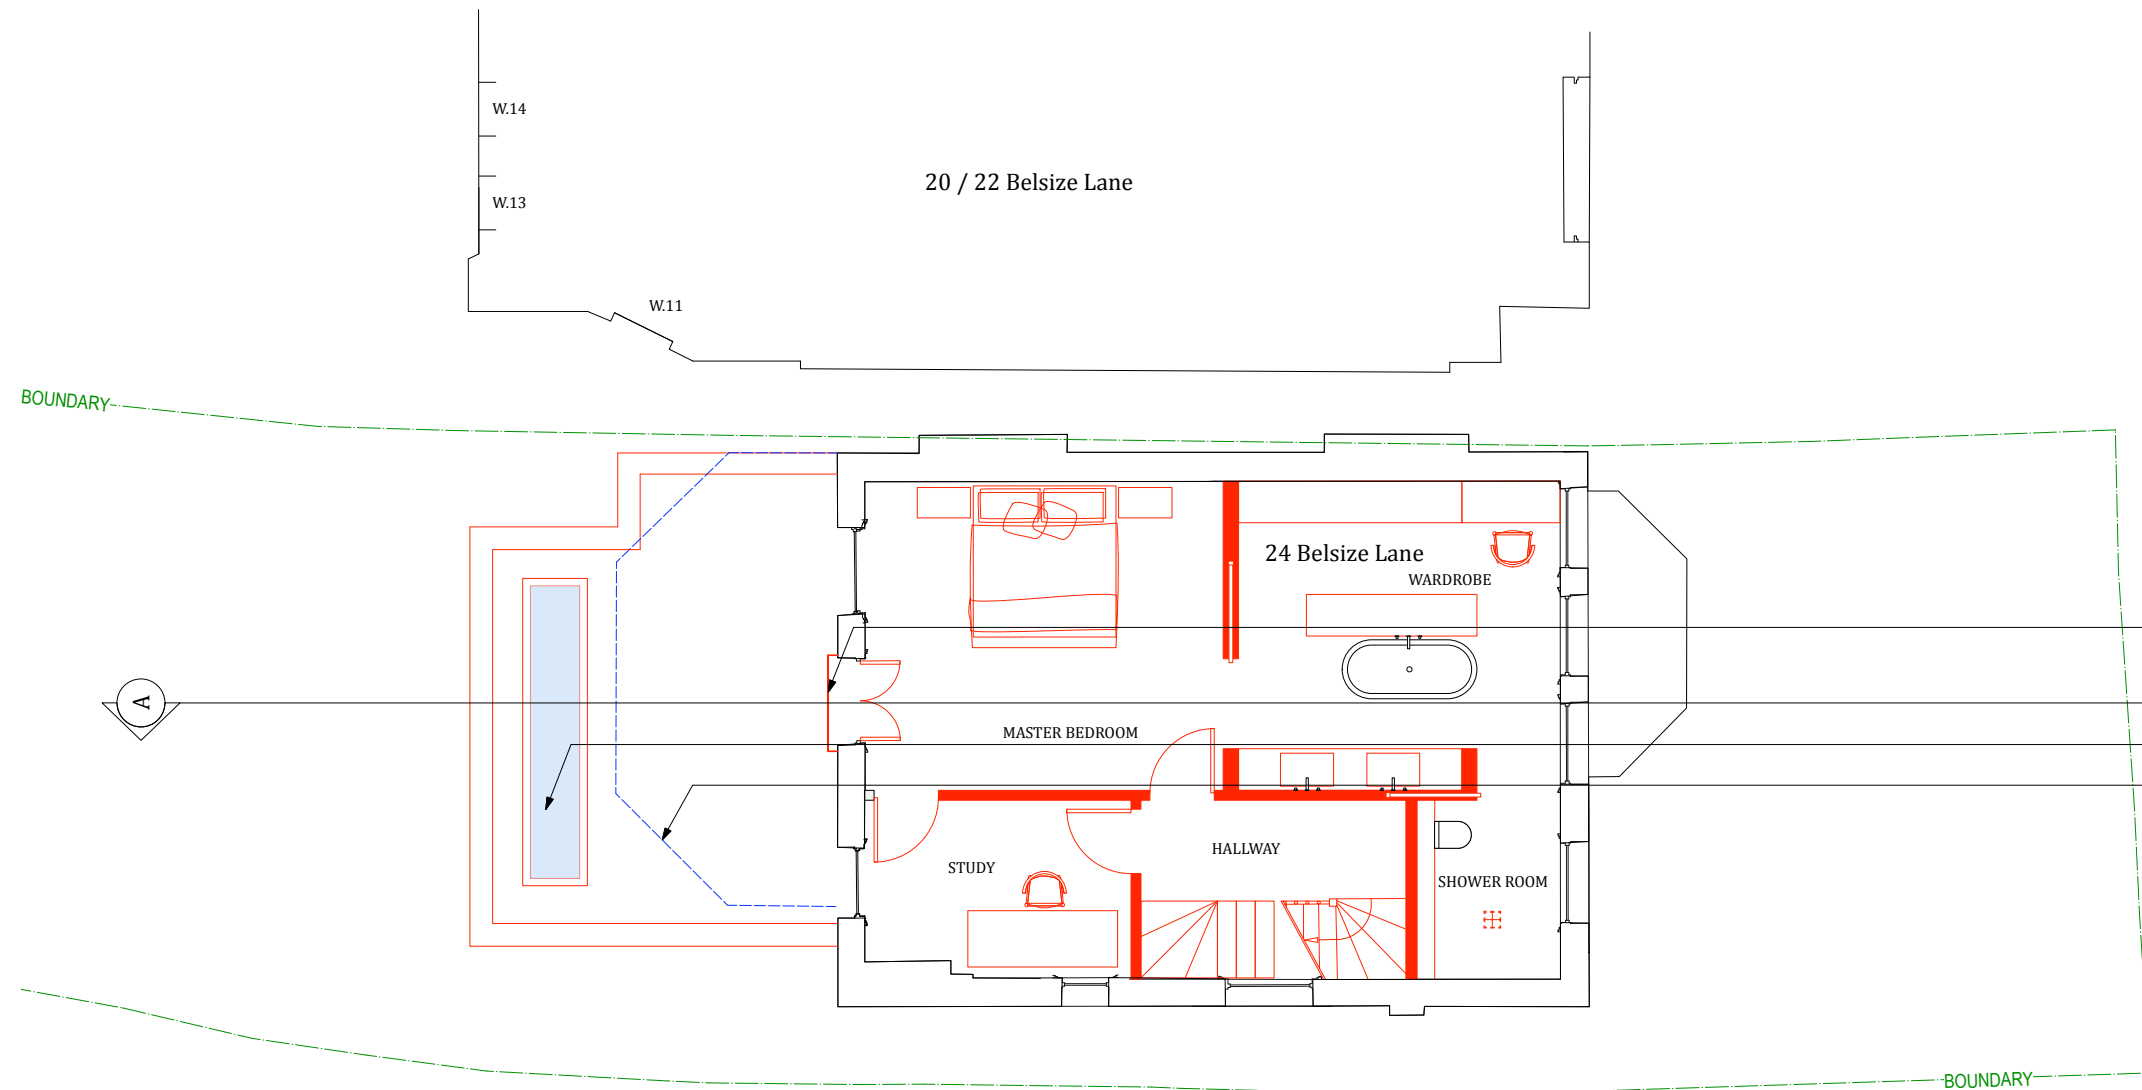 W.14
20 / 22 Belsize Lane
W.13
W.11
BOUNDARY
24 Belsize Lane
WARDROBE
A
MASTER BEDROOM
HALLWAY
STUDY
SHOWER ROOM
BOUNDARY